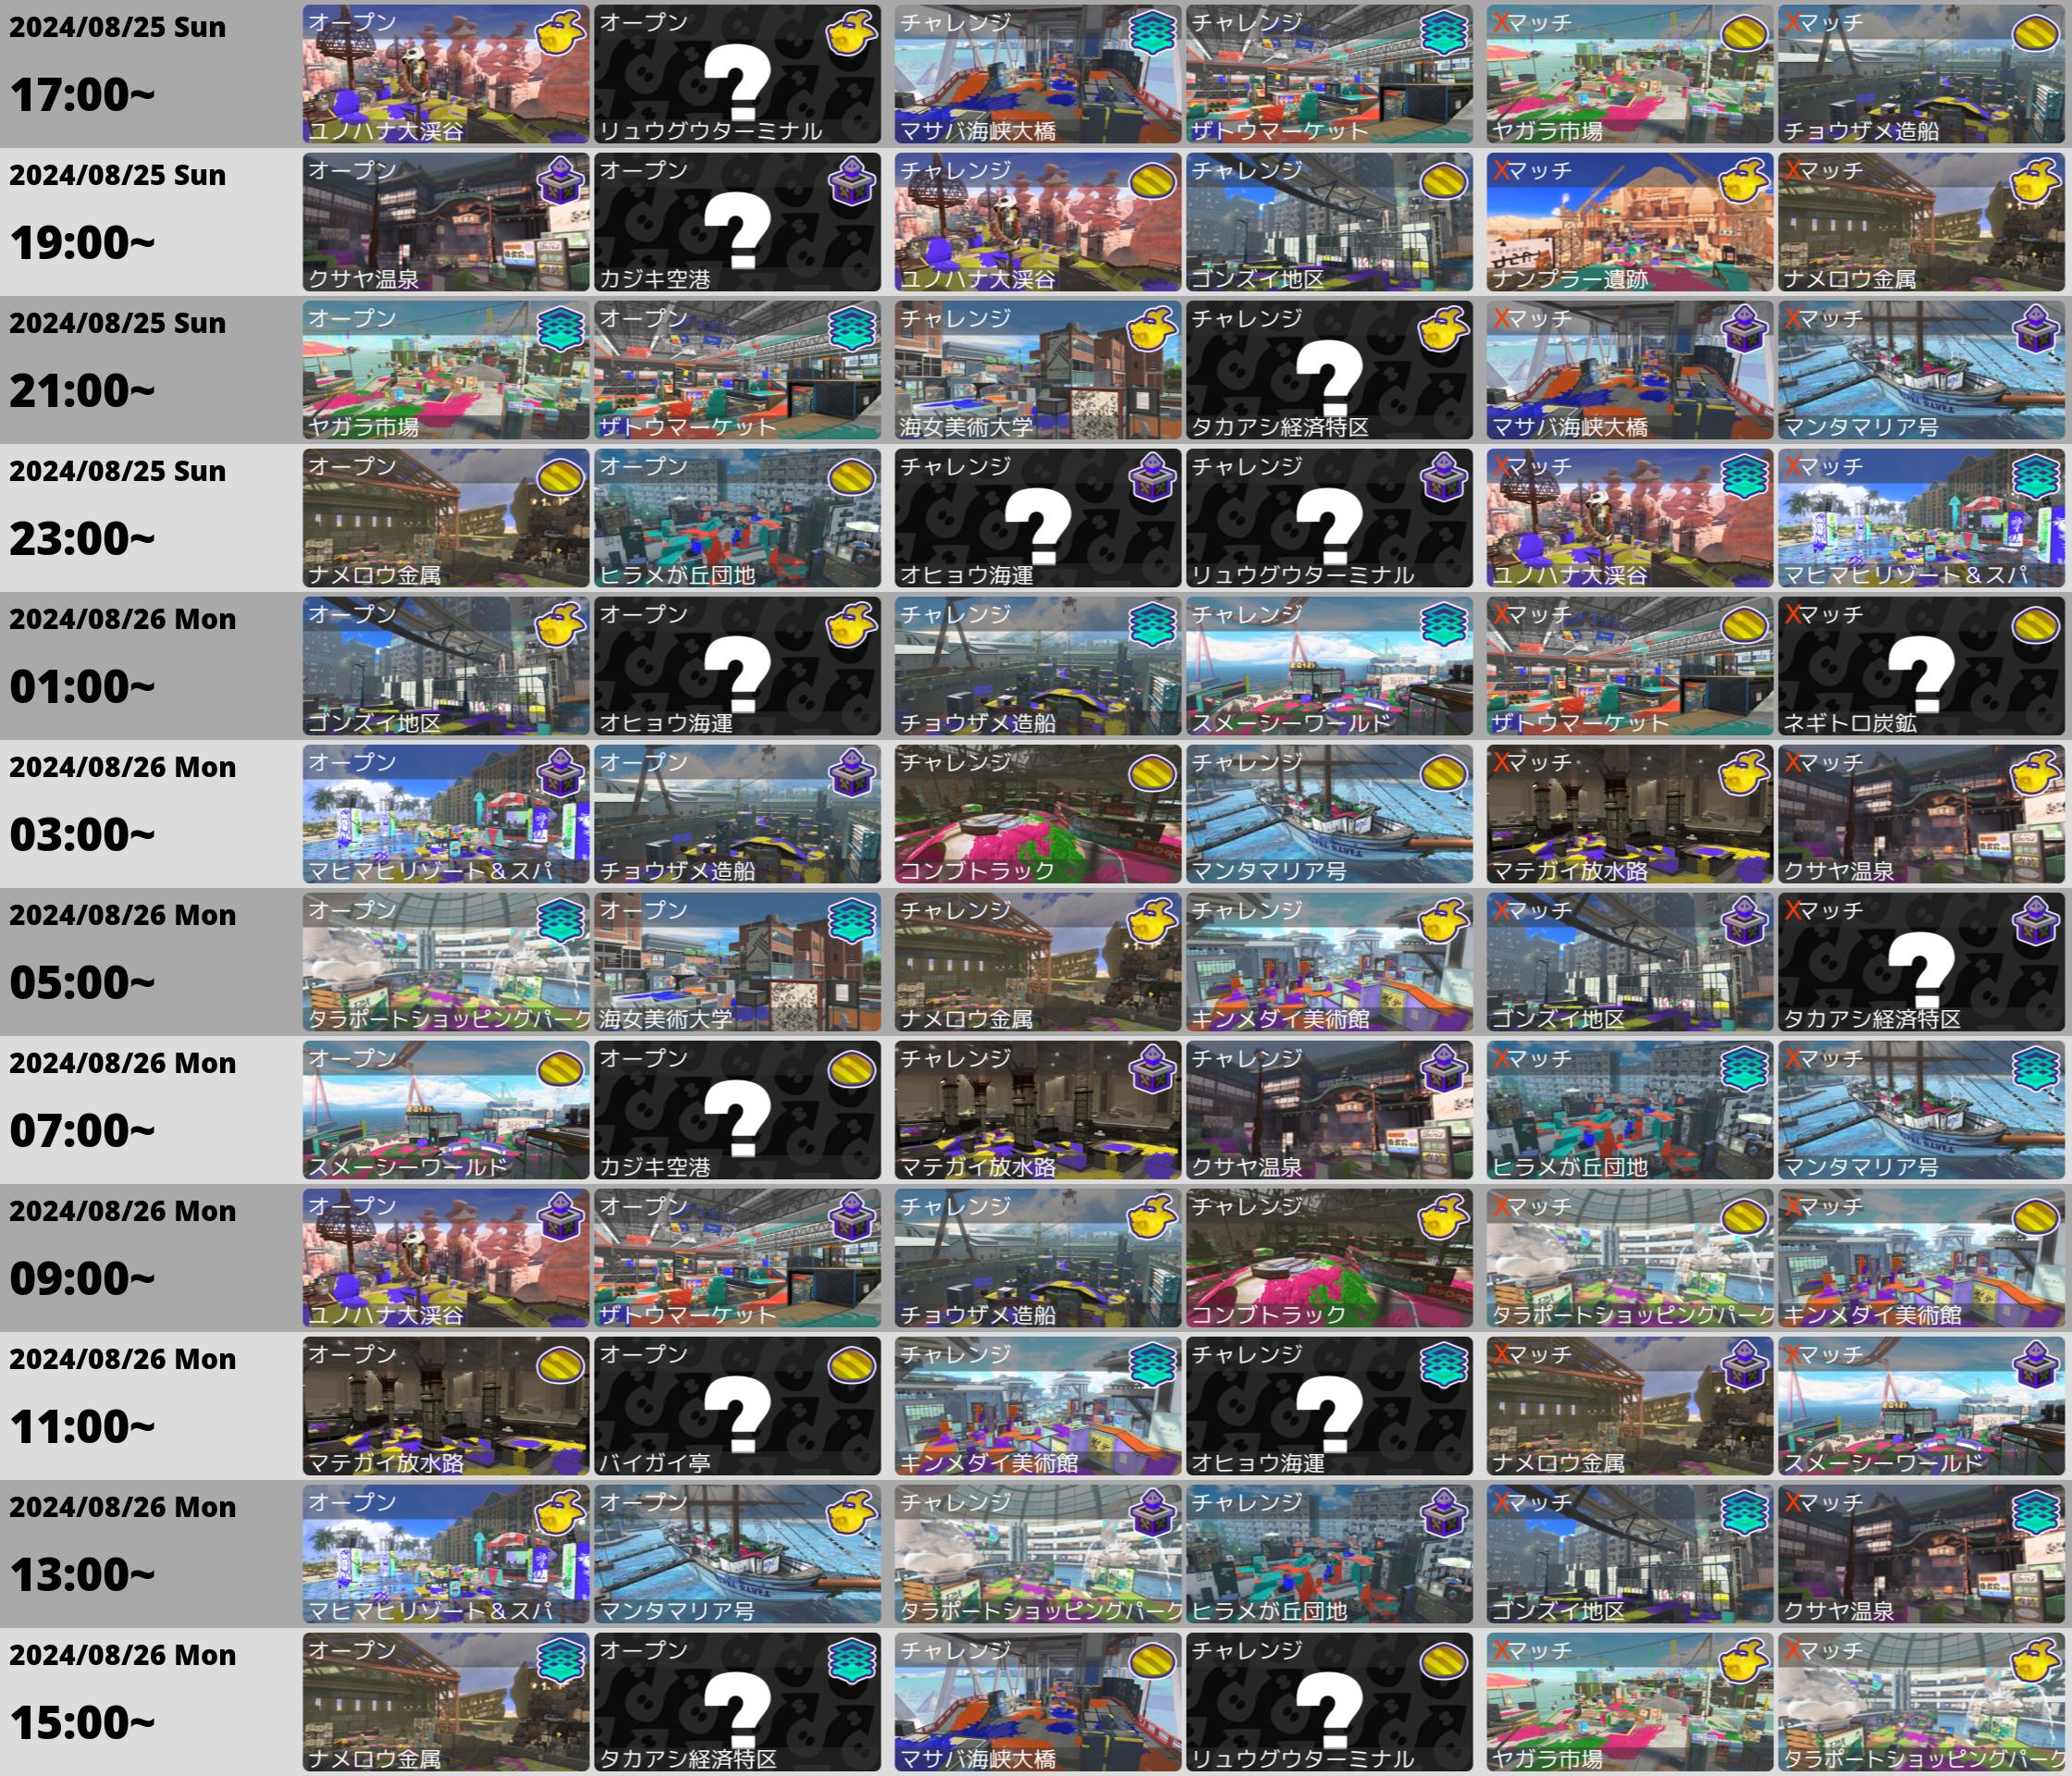 2024/08/25 Sun
17:00~
オープン
ユノハナ大渓谷
オープン
リュウグウターミナル
チャレンジ
マサバ海峡大橋
チャレンジ
ザトウマーケット
Xマッチ
ヤガラ市場
Xマッチ
チョウザメ造船
2024/08/25 Sun
19:00~
オープン
クサヤ温泉
オープン
カジキ空港
チャレンジ
ユノハナ大渓谷
チャレンジ
ゴンズイ地区
Xマッチ
ナンプラー遺跡
Xマッチ
ナメロウ金属
2024/08/25 Sun
21:00~
オープン
ヤガラ市場
オープン
ザトウマーケット
チャレンジ
海女美術大学
チャレンジ
タカアシ経済特区
Xマッチ
マサバ海峡大橋
Xマッチ
マンタマリア号
2024/08/25 Sun
23:00~
オープン
ナメロウ金属
オープン
ヒラメが丘団地
チャレンジ
オヒョウ海運
チャレンジ
リュウグウターミナル
Xマッチ
ユノハナ大渓谷
Xマッチ
マヒマヒリゾート＆スパ
2024/08/26 Mon
01:00~
オープン
ゴンズイ地区
オープン
オヒョウ海運
チャレンジ
チョウザメ造船
チャレンジ
スメーシーワールド
Xマッチ
ザトウマーケット
Xマッチ
ネギトロ炭鉱
2024/08/26 Mon
03:00~
オープン
マヒマヒリゾート＆スパ
オープン
チョウザメ造船
チャレンジ
コンブトラック
チャレンジ
マンタマリア号
Xマッチ
マテガイ放水路
Xマッチ
クサヤ温泉
2024/08/26 Mon
05:00~
オープン
タラポートショッピングパーク
オープン
海女美術大学
チャレンジ
ナメロウ金属
チャレンジ
キンメダイ美術館
Xマッチ
ゴンズイ地区
Xマッチ
タカアシ経済特区
2024/08/26 Mon
07:00~
オープン
スメーシーワールド
オープン
カジキ空港
チャレンジ
マテガイ放水路
チャレンジ
クサヤ温泉
Xマッチ
ヒラメが丘団地
Xマッチ
マンタマリア号
2024/08/26 Mon
09:00~
オープン
ユノハナ大渓谷
オープン
ザトウマーケット
チャレンジ
チョウザメ造船
チャレンジ
コンブトラック
Xマッチ
タラポートショッピングパーク
Xマッチ
キンメダイ美術館
2024/08/26 Mon
11:00~
オープン
マテガイ放水路
オープン
バイガイ亭
チャレンジ
キンメダイ美術館
チャレンジ
オヒョウ海運
Xマッチ
ナメロウ金属
Xマッチ
スメーシーワールド
2024/08/26 Mon
13:00~
オープン
マヒマヒリゾート＆スパ
オープン
マンタマリア号
チャレンジ
タラポートショッピングパーク
チャレンジ
ヒラメが丘団地
Xマッチ
ゴンズイ地区
Xマッチ
クサヤ温泉
2024/08/26 Mon
15:00~
オープン
ナメロウ金属
オープン
タカアシ経済特区
チャレンジ
マサバ海峡大橋
チャレンジ
リュウグウターミナル
Xマッチ
ヤガラ市場
Xマッチ
タラポートショッピングパーク